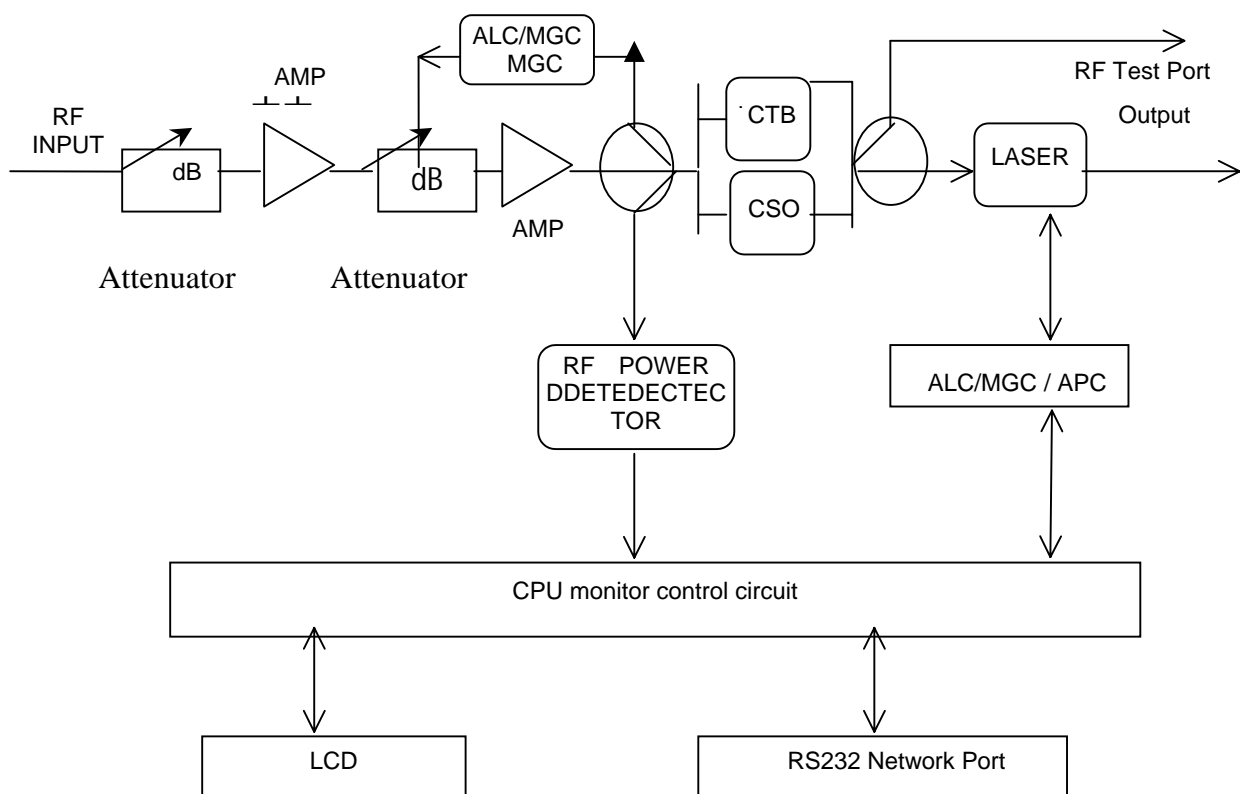 ALC/MGC
MGC
AMP
RF Test Port
RF
INPUT
CTB
Output
dB
dB
LASER
CSO
AMP
Attenuator
Attenuator
RF POWER
DDETEDECTEC
TOR
ALC/MGC / APC
CPU monitor control circuit
LCD
RS232 Network Port